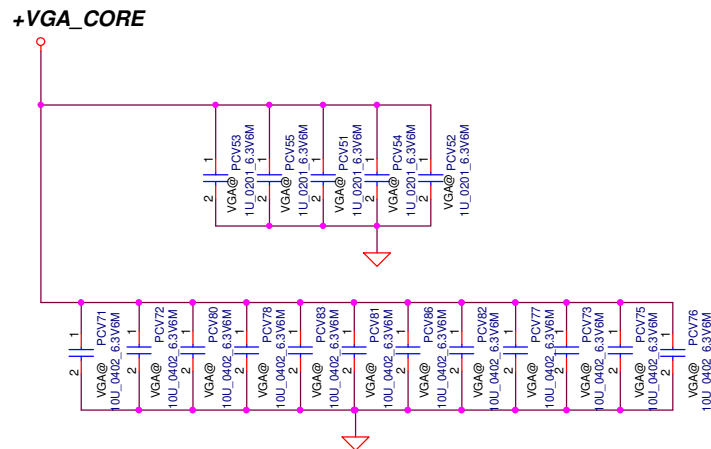 +VGA_CORE
1
2
VGA@
PCV53
1U_0201_6.3V6M
1
2
VGA@
PCV55
1U_0201_6.3V6M
1
2
VGA@
PCV51
1U_0201_6.3V6M
1
2
VGA@
PCV54
1U_0201_6.3V6M
1
2
VGA@
PCV52
1U_0201_6.3V6M
1
2
VGA@
PCV71
10U_0402_6.3V6M
1
2
VGA@
PCV72
10U_0402_6.3V6M
1
2
VGA@
PCV80
10U_0402_6.3V6M
1
2
VGA@
PCV78
10U_0402_6.3V6M
1
2
VGA@
PCV83
10U_0402_6.3V6M
1
2
VGA@
PCV81
10U_0402_6.3V6M
1
2
VGA@
PCV86
10U_0402_6.3V6M
1
2
VGA@
PCV82
10U_0402_6.3V6M
1
2
VGA@
PCV77
10U_0402_6.3V6M
1
2
VGA@
PCV73
10U_0402_6.3V6M
1
2
VGA@
PCV75
10U_0402_6.3V6M
1
2
VGA@
PCV76
10U_0402_6.3V6M